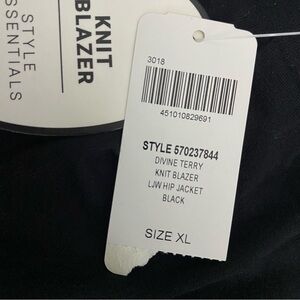 STYLE
ESSENTIALS
KNIT
BLAZER
3018
451010829691
STYLE 570237844
DIVINE TERRY
KNIT BLAZER
LJW HIP JACKET
BLACK
SIZE XL